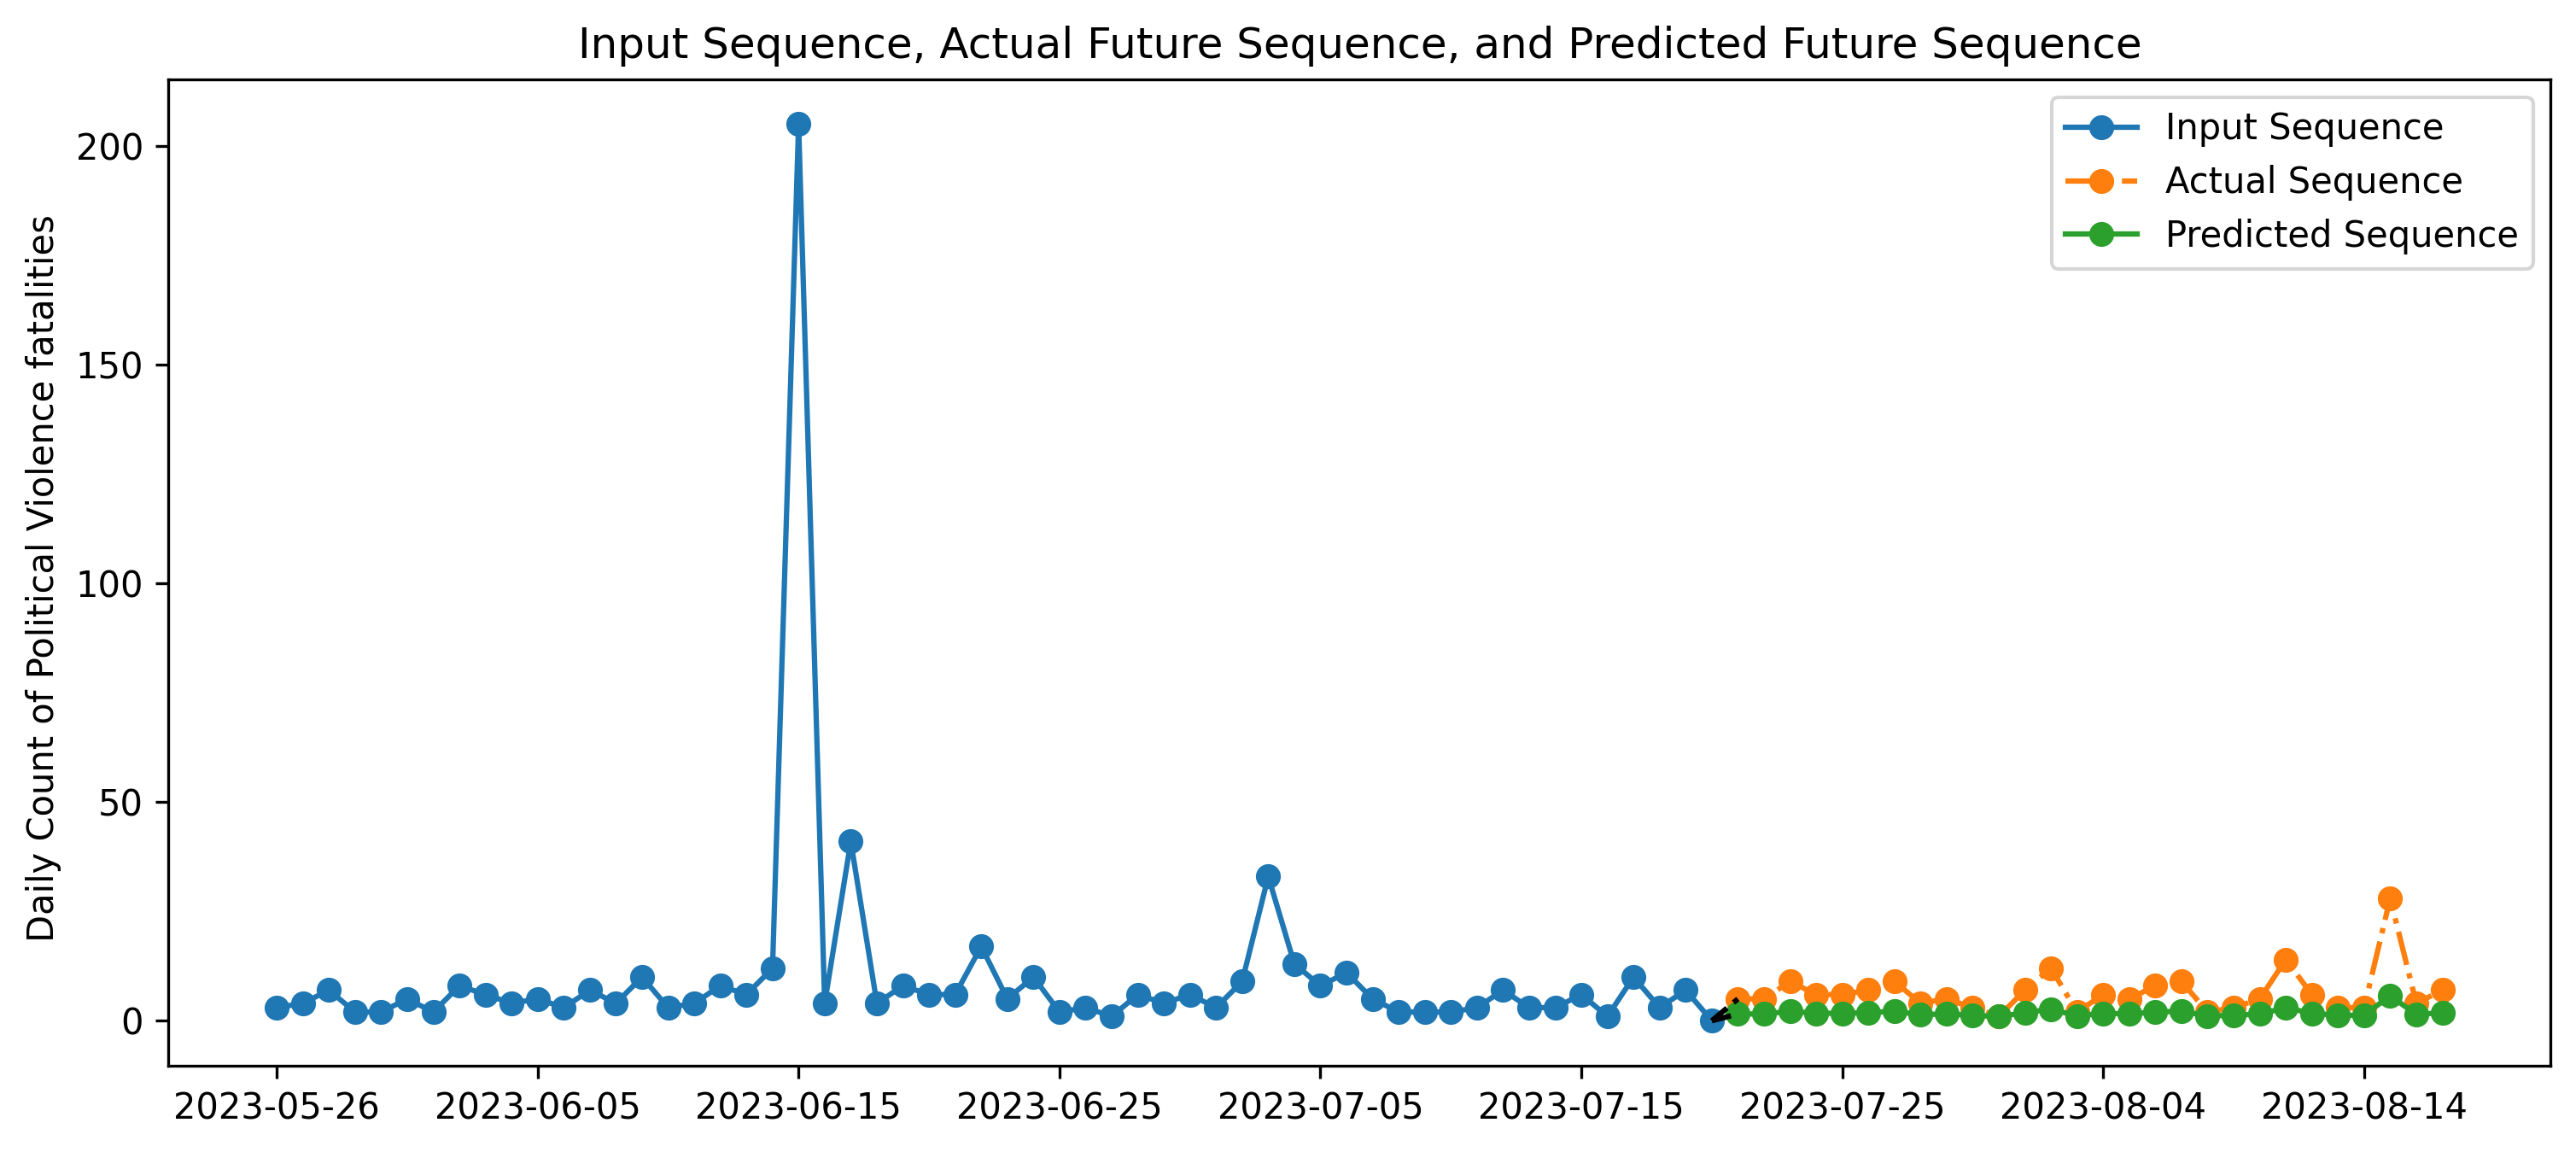 Input Sequence, Actual Future Sequence, and Predicted Future Sequence
Daily Count of Political Violence fatalities
200
150
100
50
0
Input Sequence
Actual Sequence
Predicted Sequence
2023-05-26 2023-06-05 2023-06-15 2023-06-25 2023-07-05 2023-07-15 2023-07-25 2023-08-04 2023-08-14